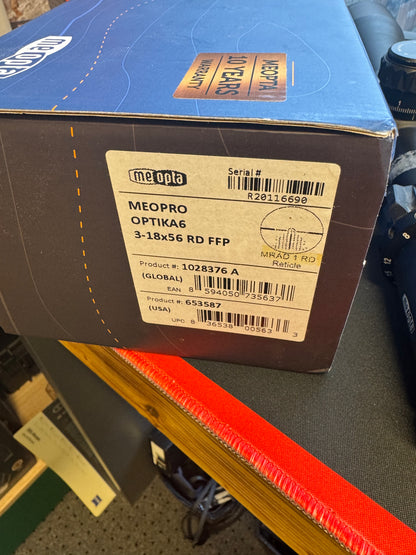 meopta
MEOPTA
10 YEARS
WARRANTY
meopta
Serial #
R20116690
MEOPRO
OPTIKA6
3-18x56 RD FFP
MRAD 1 RD
Reticle
Product #: 1028376 A
(GLOBAL)
EAN 8 594050 735637
Product #: 653587
(USA)
UPC 8 36538 00563 3